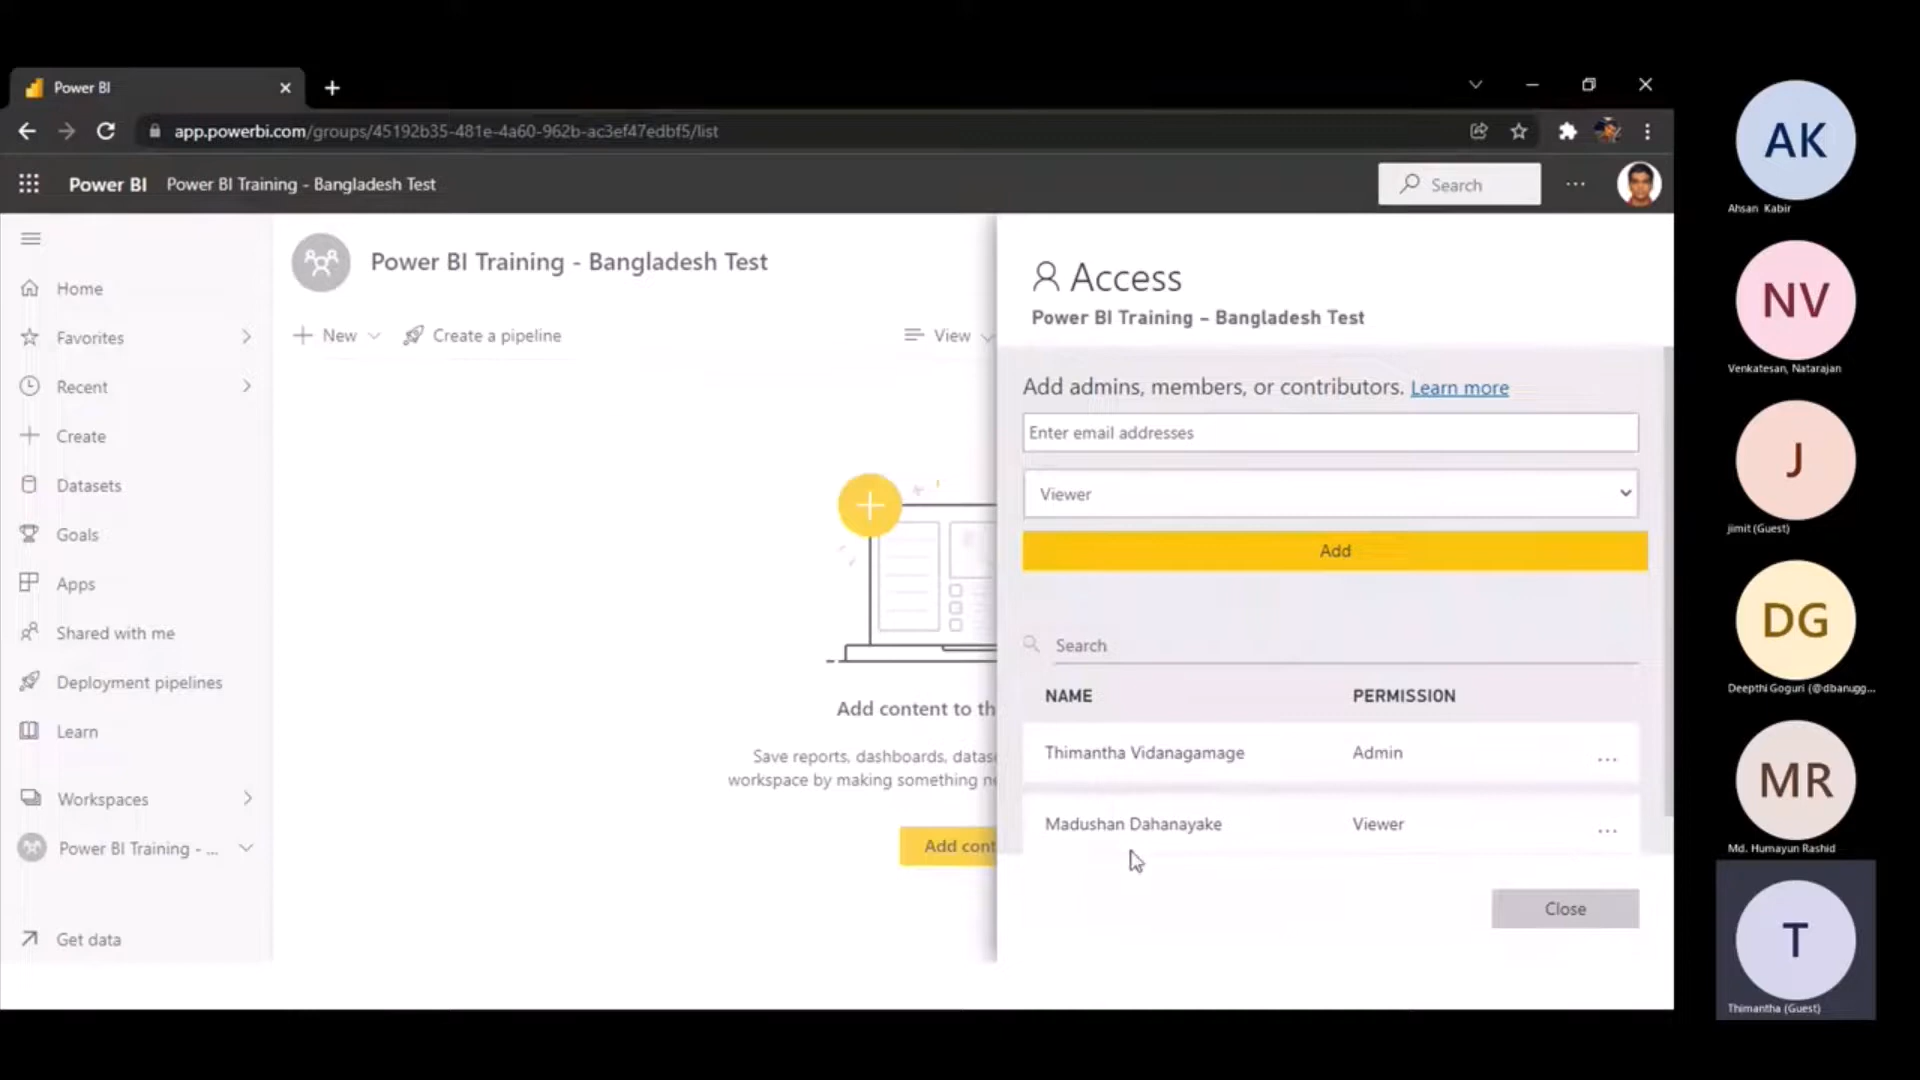 Power BI
app.powerbi.com/groups/45192b35-481e-4a60-962b-ac3ef47edbf5/list
Power BI Power BI Training - Bangladesh Test
Search
Home
Favorites
Recent
Create
Datasets
Goals
Apps
Shared with me
Deployment pipelines
Learn
Workspaces
Power BI Training - ...
Get data
Power BI Training - Bangladesh Test
New
Create a pipeline
View
Add content to th
Save reports, dashboards, datas
workspace by making something n
Add cont
Access
Power BI Training – Bangladesh Test
Add admins, members, or contributors. Learn more
Enter email addresses
Viewer
Add
Search
NAME PERMISSION
Thimantha Vidanagamage Admin ...
Madushan Dahanayake Viewer ...
Close
AK
Ahsan Kabir
NV
Venkatesan, Natarajan
J
jimit (Guest)
DG
Deepthi Goguri (@dbanugg...
MR
Md. Humayun Rashid
T
Thimantha (Guest)